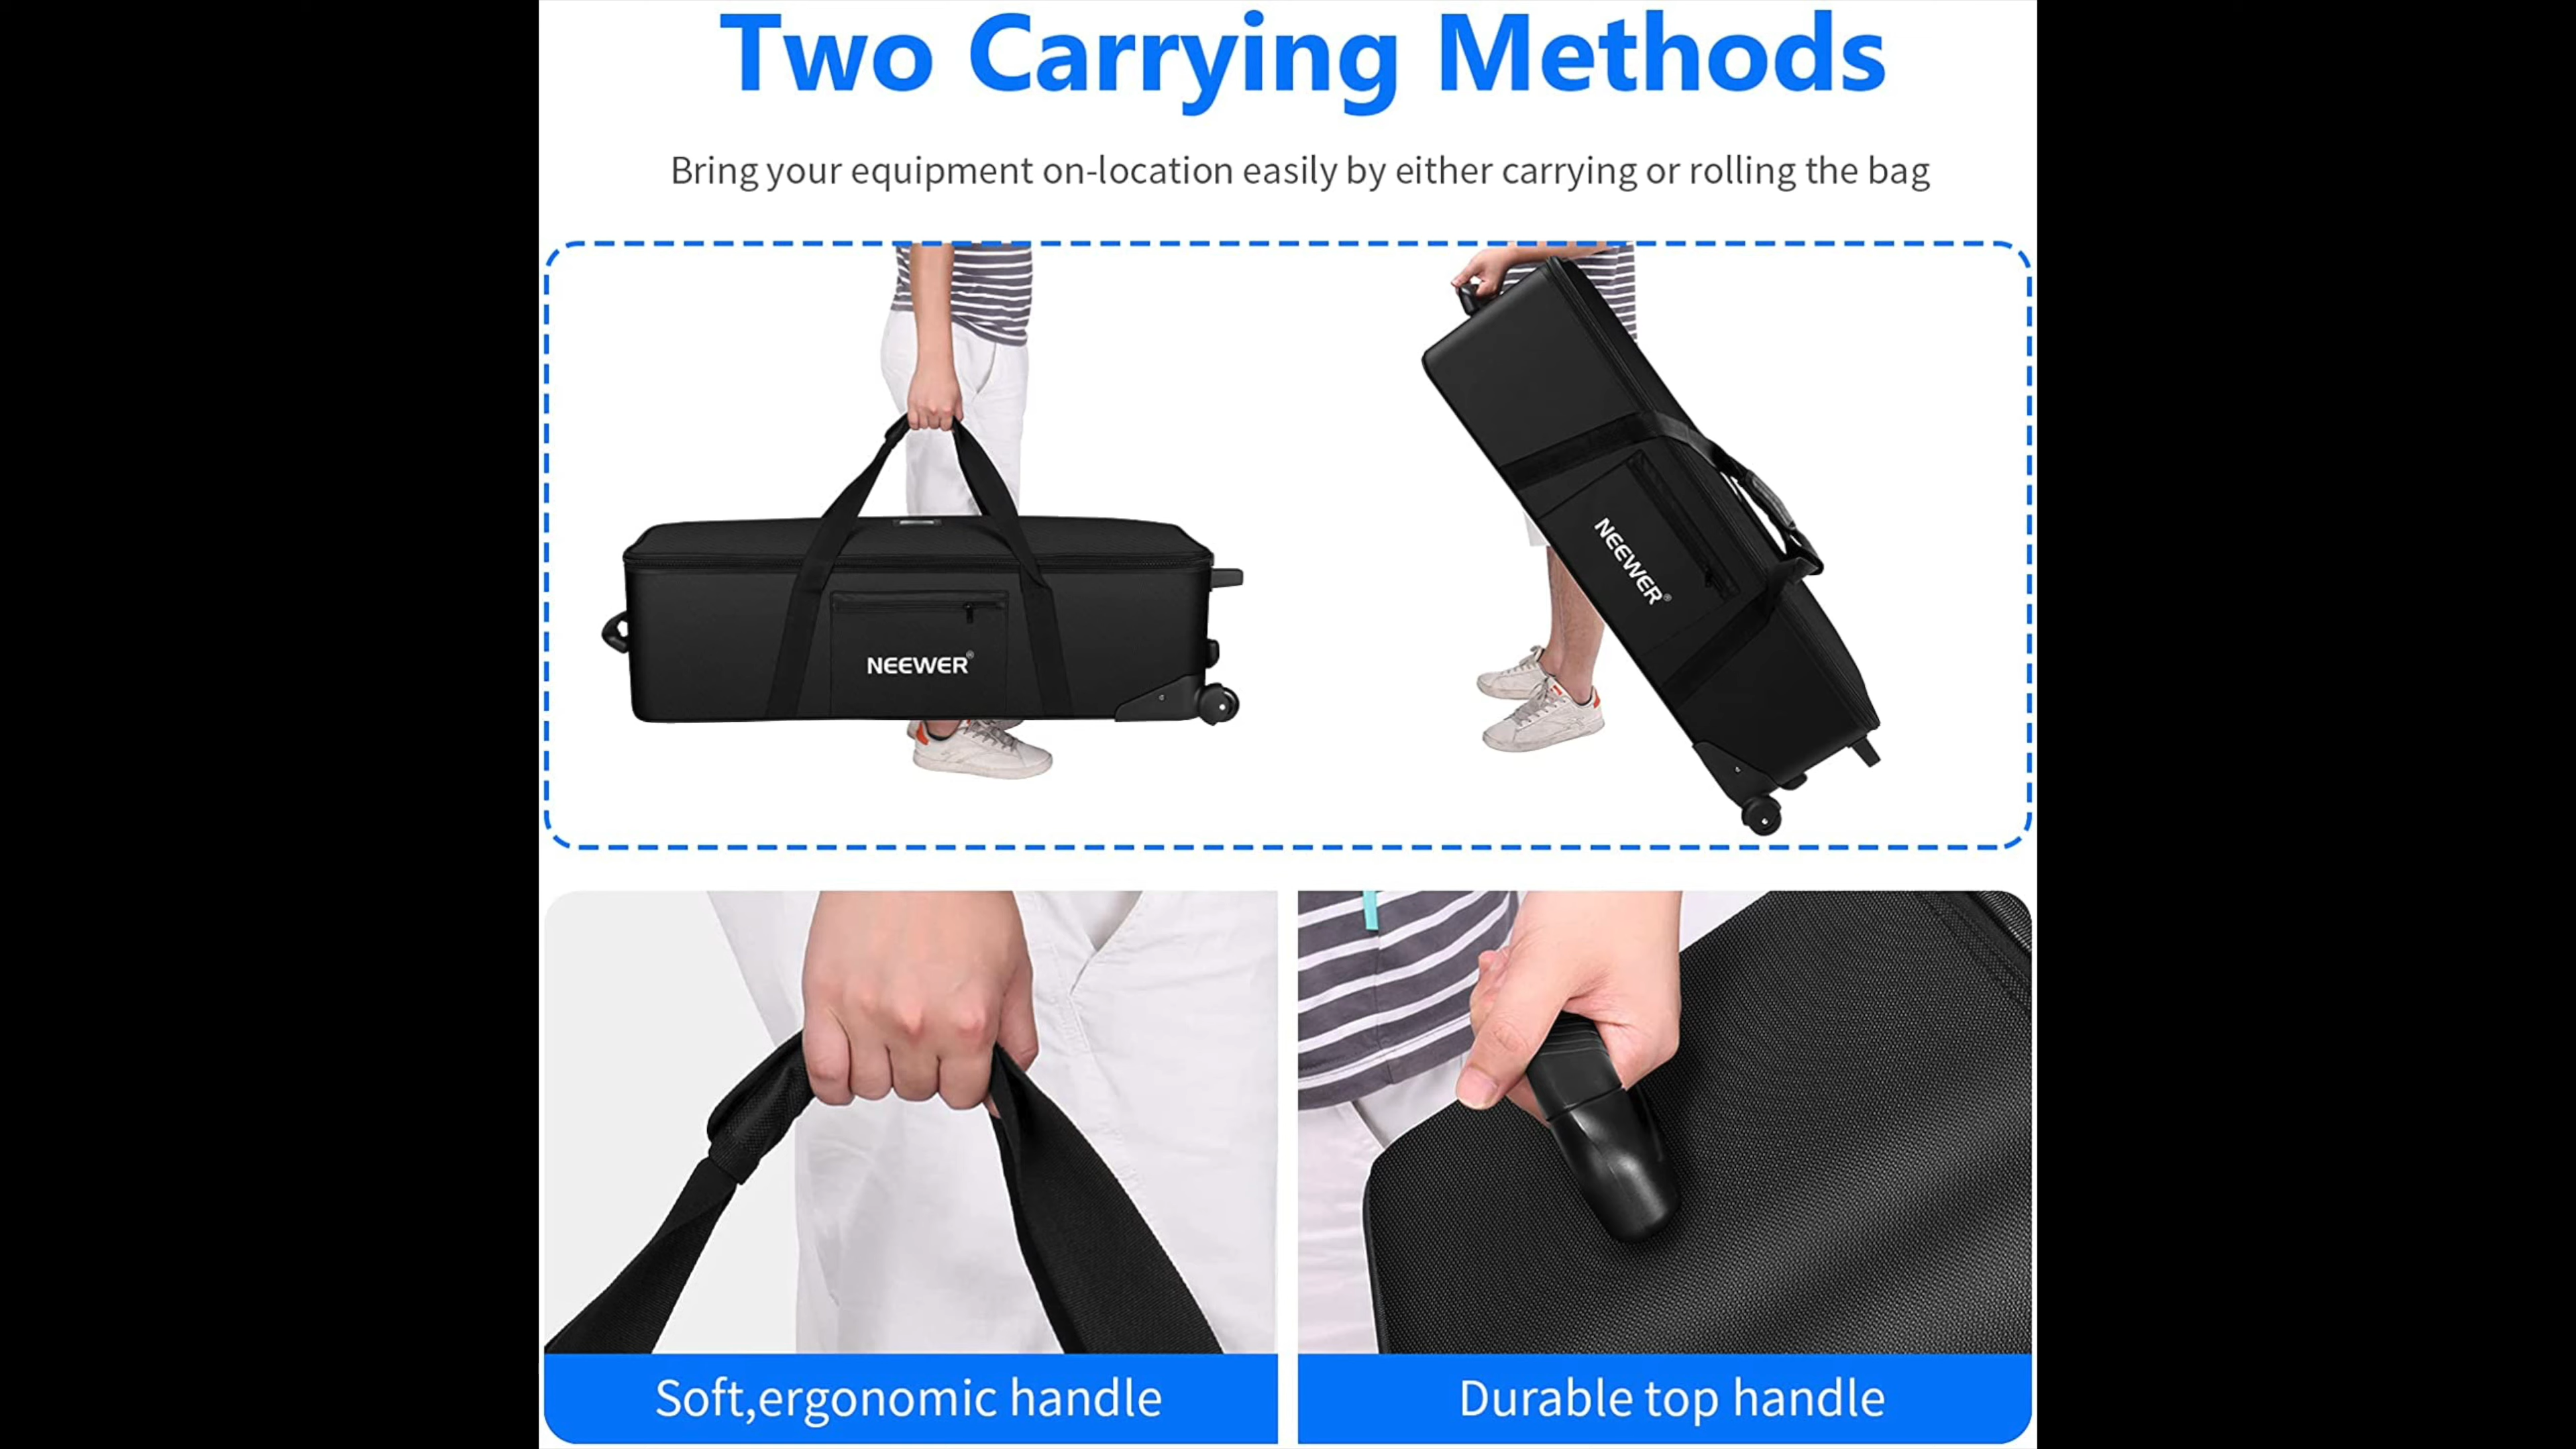 Two Carrying Methods
Bring your equipment on-location easily by either carrying or rolling the bag
NEEWER®
NEEWER®
Soft,ergonomic handle
Durable top handle